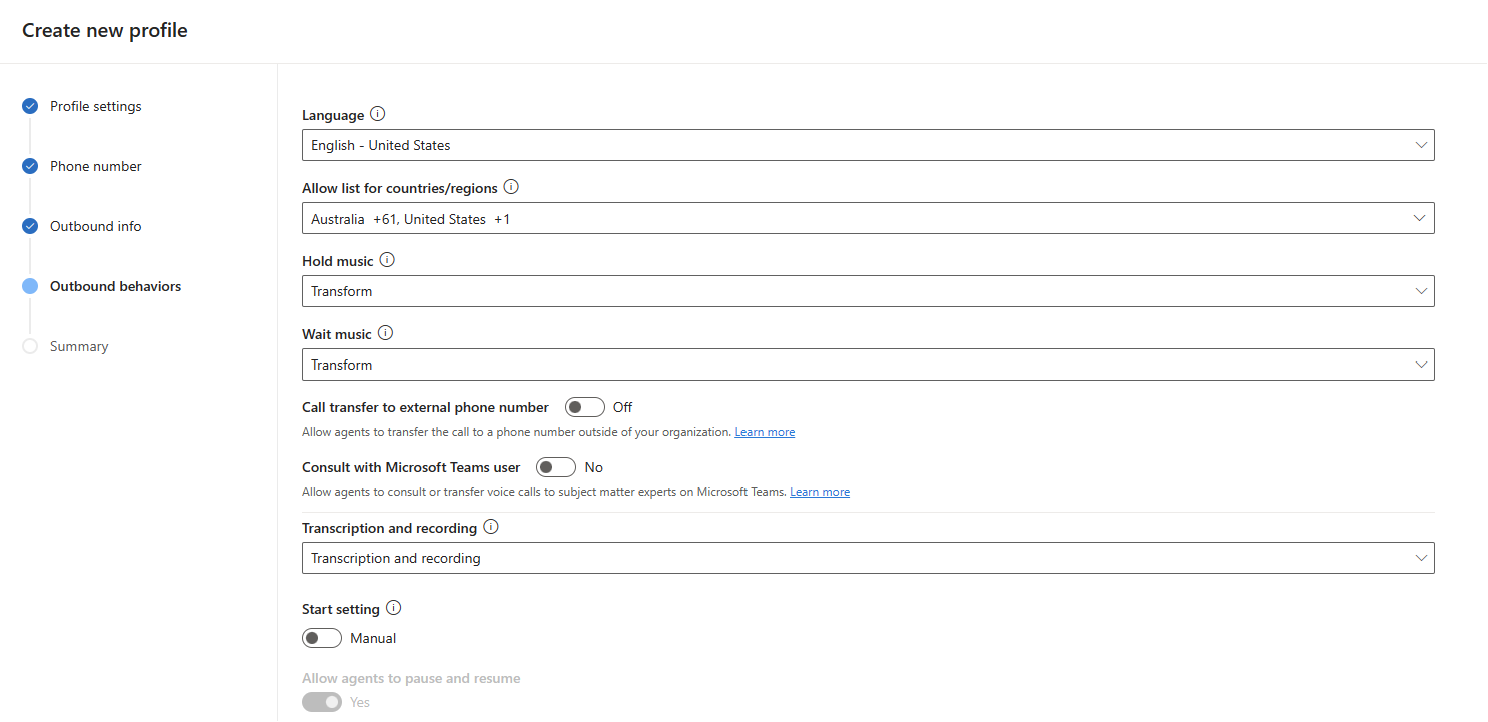 Create new profile
Profile settings
Phone number
Outbound info
Outbound behaviors
Summary
Language
English - United States
Allow list for countries/regions
Australia +61, United States +1
Hold music
Transform
Wait music
Transform
Call transfer to external phone number Off
Allow agents to transfer the call to a phone number outside of your organization. Learn more
Consult with Microsoft Teams user No
Allow agents to consult or transfer voice calls to subject matter experts on Microsoft Teams. Learn more
Transcription and recording
Transcription and recording
Start setting
Manual
Allow agents to pause and resume
Yes